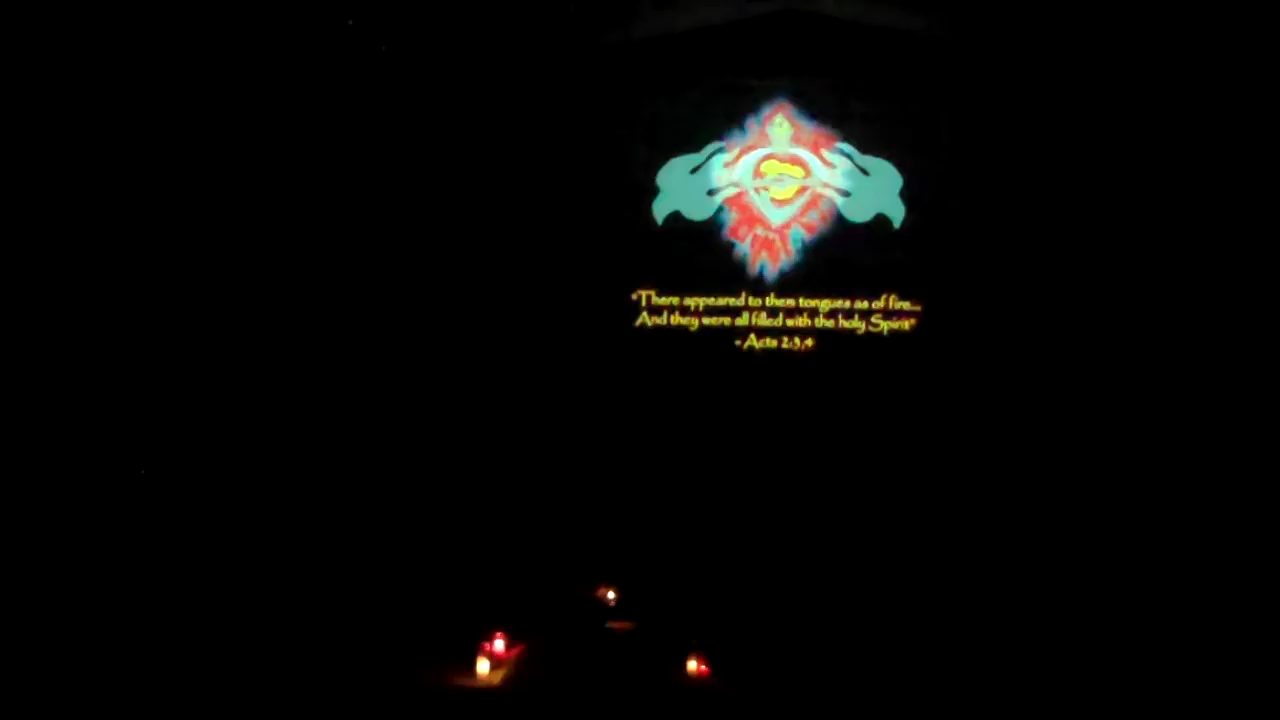 "There appeared to them tongues as of fire...
And they were all filled with the holy Spirit"
- Acts 2:3,4